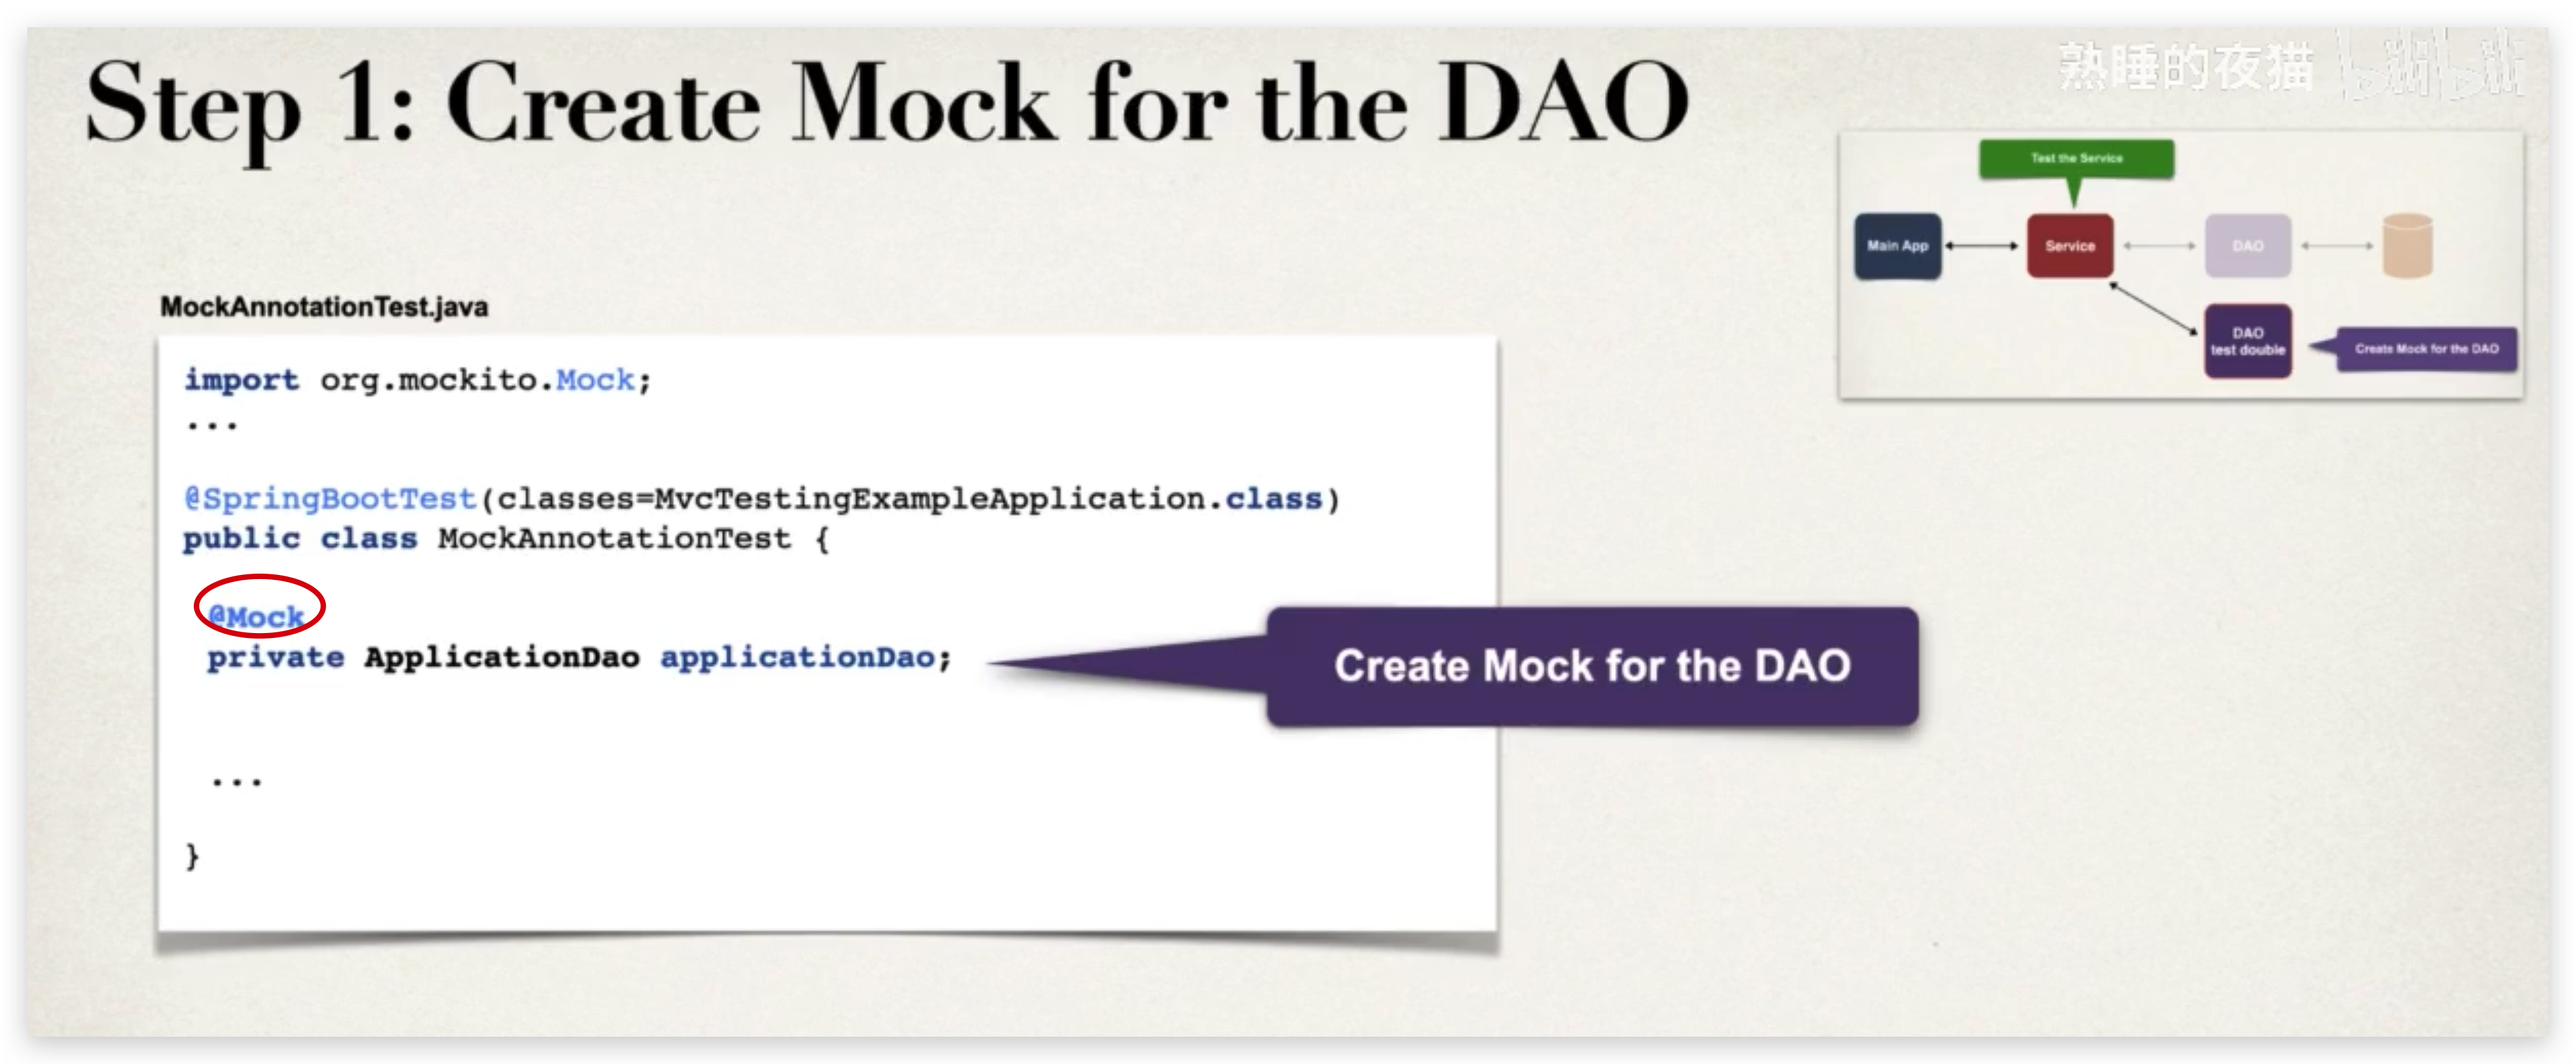 Step 1: Create Mock for the DAO
熟睡的夜猫 bilibili
Test the Service
Main App
Service
DAO
DAO
test double
Create Mock for the DAO
MockAnnotationTest.java
import org.mockito.Mock;
...
@SpringBootTest(classes=MvcTestingExampleApplication.class)
public class MockAnnotationTest {
@Mock
private ApplicationDao applicationDao;
Create Mock for the DAO
...
}